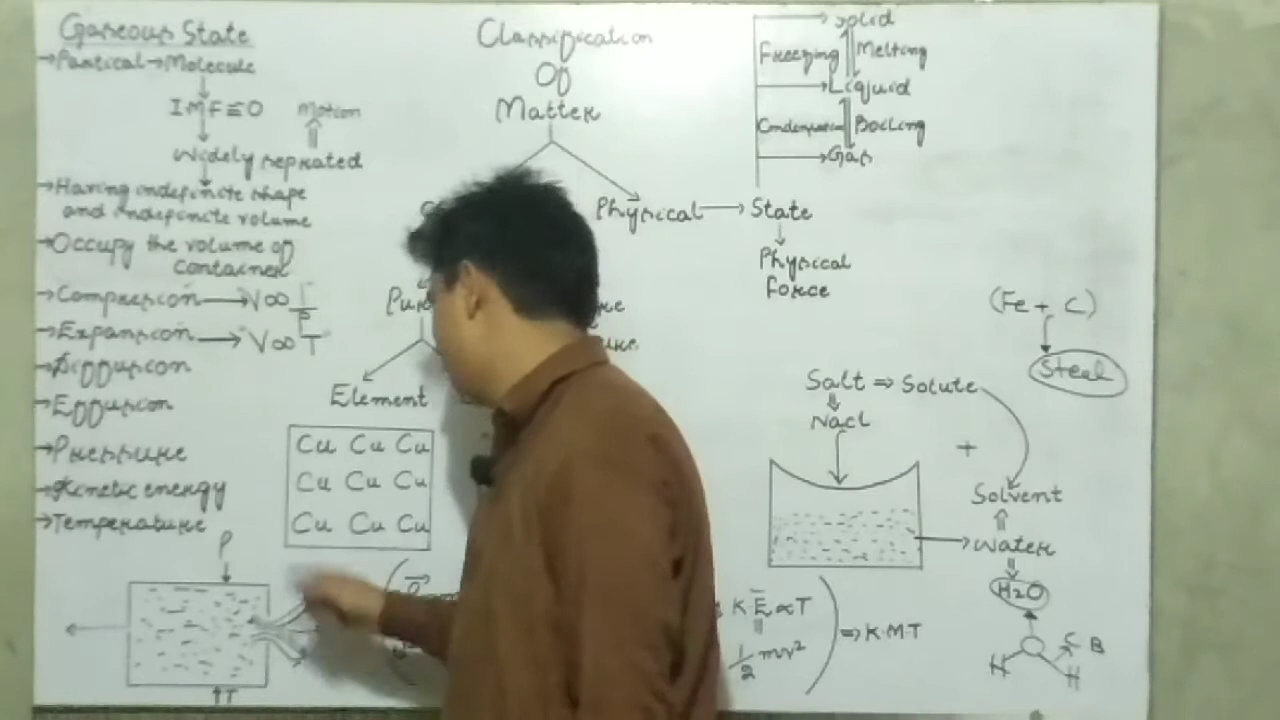 Gaseous State
→Partical→Molecule
IMF≡0
Motion
Widely seprated
→Having indefinite shape
and indefinite volume
→Occupy the volume of
container
→Compression→V∝1/P
→Expansion→V∝T
→Diffusion
→Effusion
→Pressure
→Kinetic energy
→Temperature
P
T
Classification
Of
Matter
Physical→State
Physical
force
Element
Cu Cu Cu
Cu Cu Cu
Cu Cu Cu
→Solid
Freezing
Melting
→Liquid
Condensation
Boiling
→Gas
(Fe + C)
Steel
Salt ⇒ Solute
Nacl
+
Solvent
Water
H2O
H
H
C B
K.E ∝ T
1/2 mv²
⇒ K.M.T